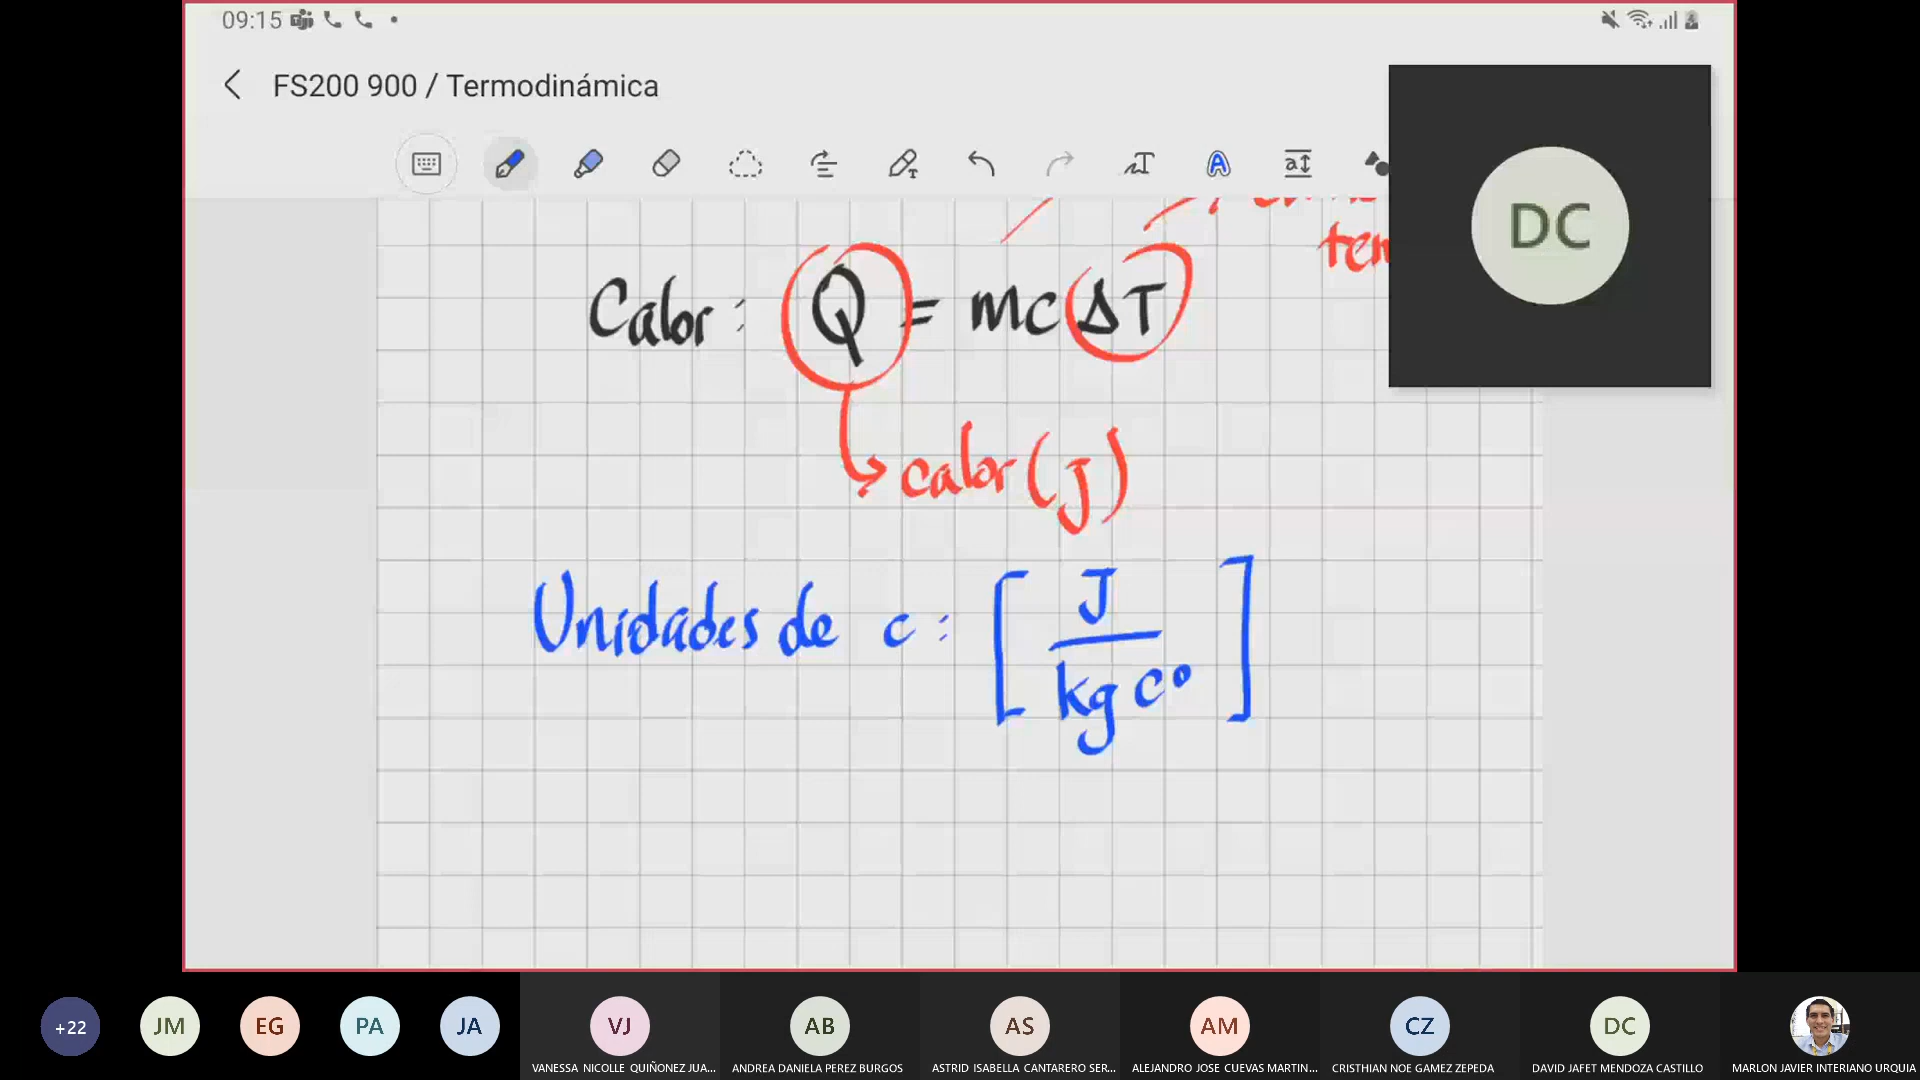 09:15
FS200 900 / Termodinámica
DC
tem
Calor: Q = mcΔT
calor (J)
Unidades de c: [J / kg c°]
+22
JM
EG
PA
JA
VJ
AB
AS
AM
CZ
DC
VANESSA NICOLLE QUIÑONEZ JUA...
ANDREA DANIELA PEREZ BURGOS
ASTRID ISABELLA CANTARERO SER...
ALEJANDRO JOSE CUEVAS MARTIN...
CRISTHIAN NOE GAMEZ ZEPEDA
DAVID JAFET MENDOZA CASTILLO
MARLON JAVIER INTERIANO URQUIA